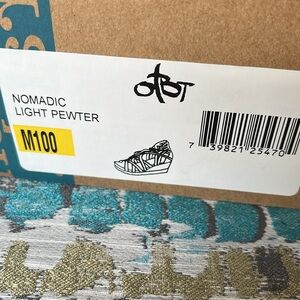 OTBT
NOMADIC
LIGHT PEWTER
M100
7 39821 25470